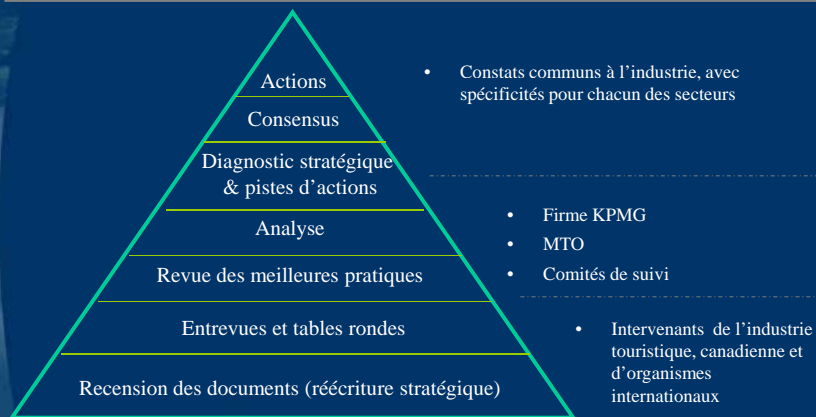 Actions
Consensus
Diagnostic stratégique
& pistes d'actions
Analyse
Revue des meilleures pratiques
Entrevues et tables rondes
Recension des documents (réécriture stratégique)
• Constats communs à l'industrie, avec
spécificités pour chacun des secteurs
• Firme KPMG
• MTO
• Comités de suivi
• Intervenants de l'industrie
touristique, canadienne et
d'organismes
internationaux